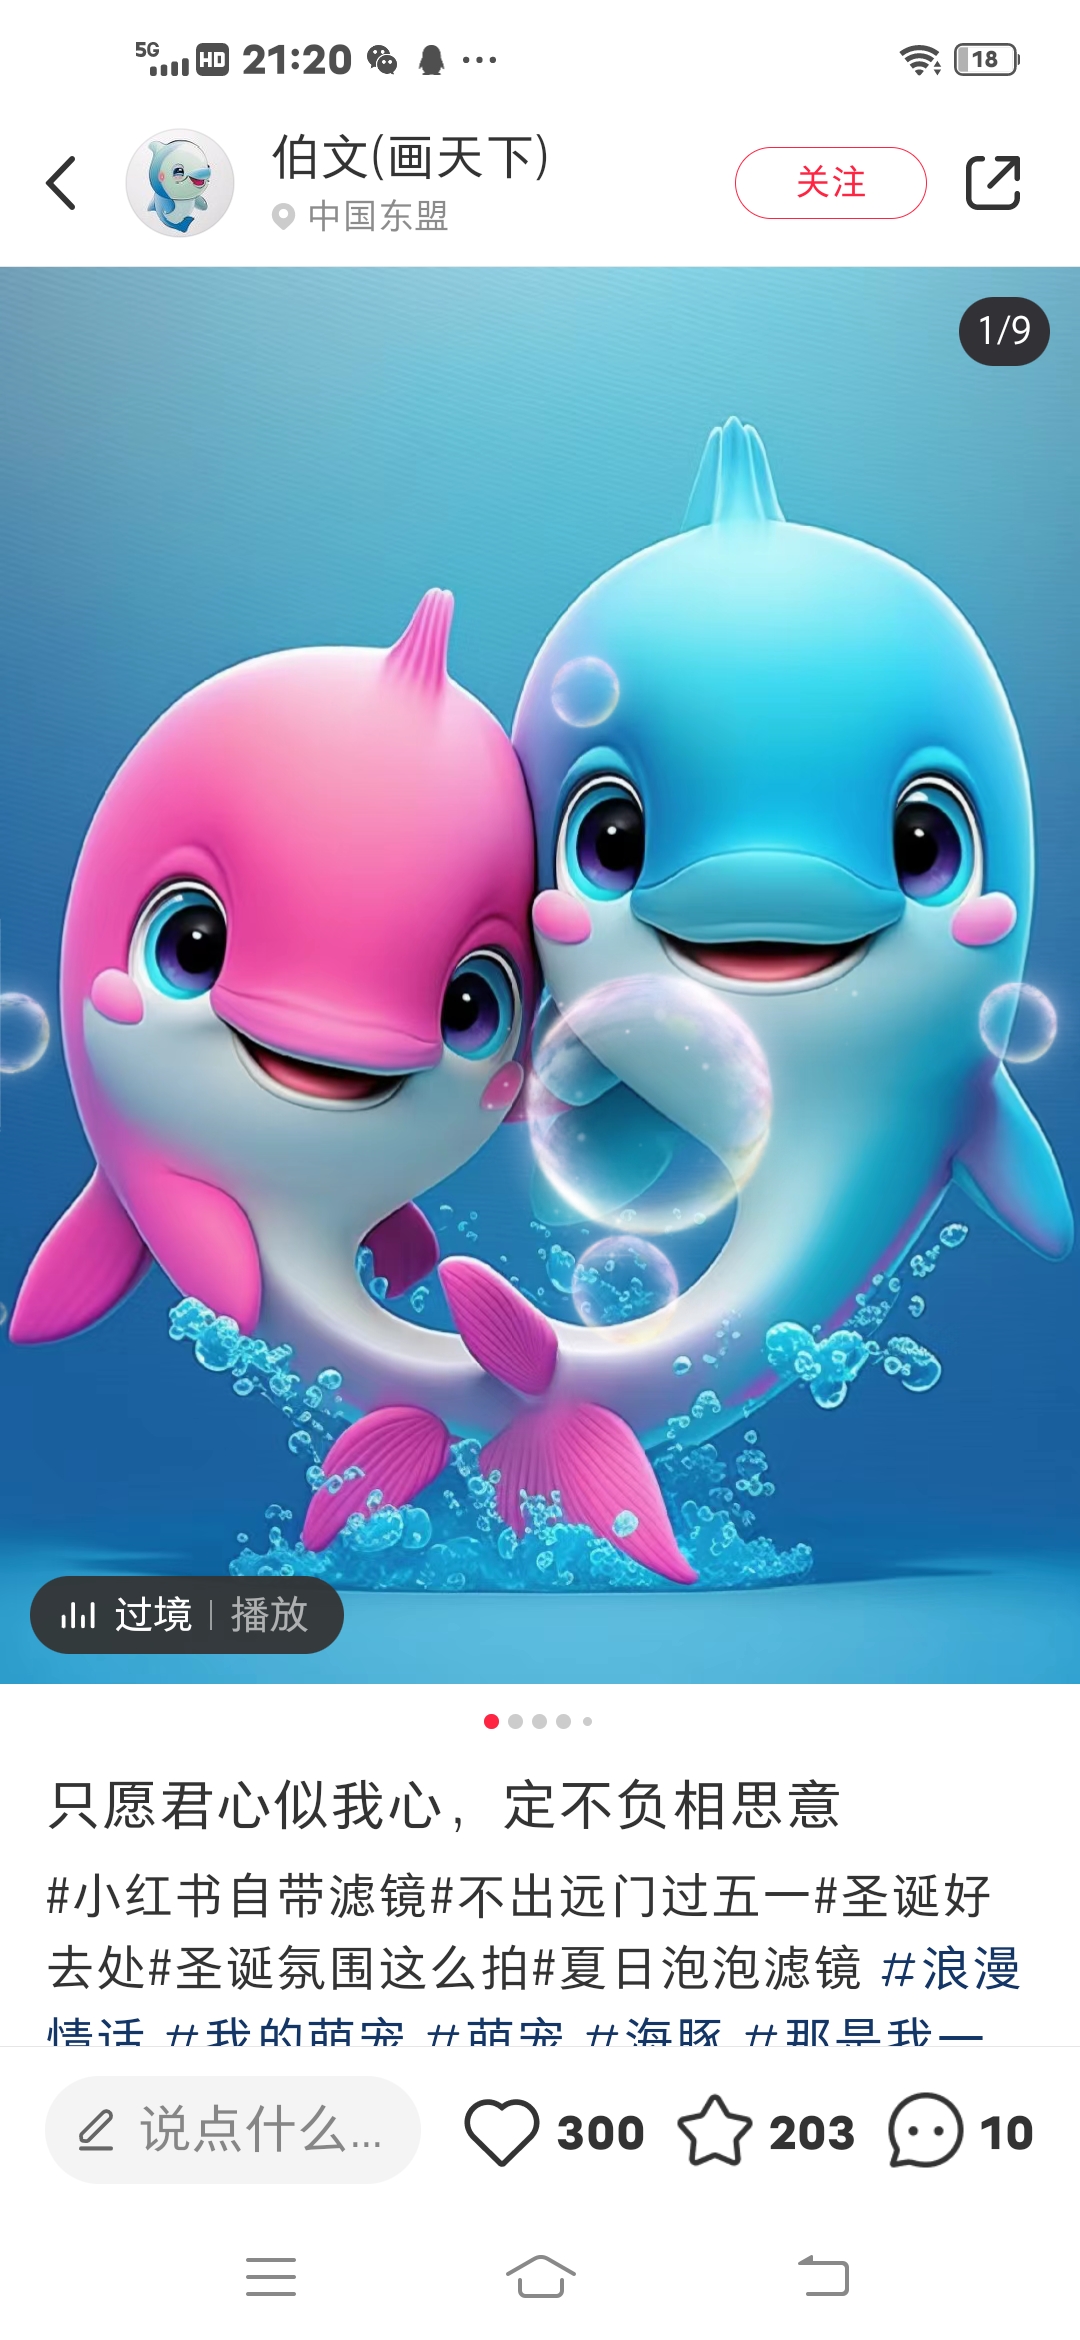 5G HD 21:20 18
伯文(画天下)
中国东盟
关注
1/9
过境 | 播放
只愿君心似我心，定不负相思意
#小红书自带滤镜#不出远门过五一#圣诞好
去处#圣诞氛围这么拍#夏日泡泡滤镜 #浪漫
情话 #我的萌宠 #萌宠 #海豚 #那是我一
说点什么... 300 203 10